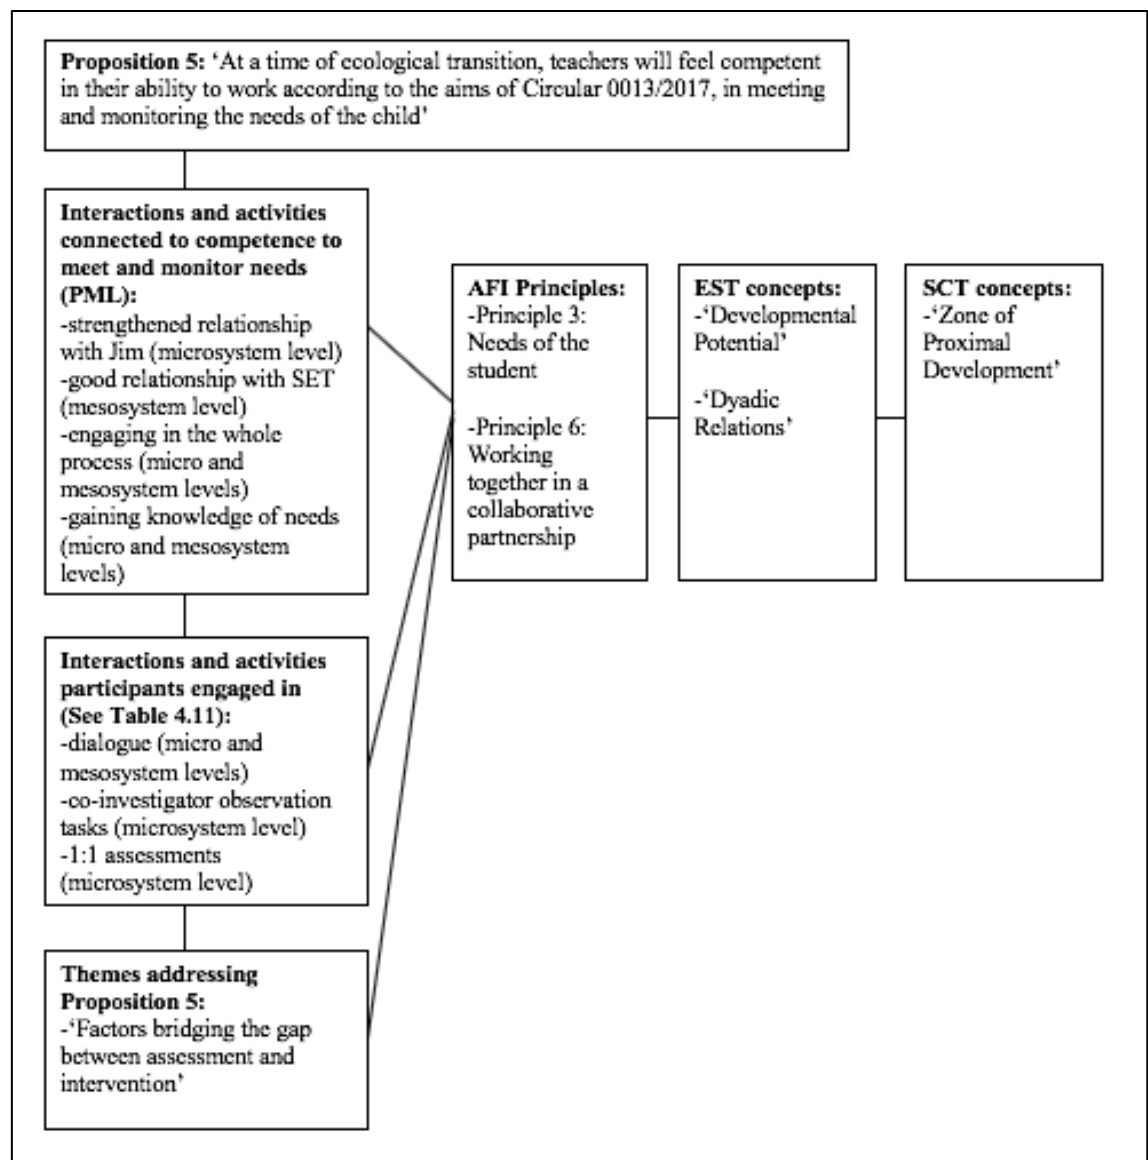 Proposition 5: ‘At a time of ecological transition, teachers will feel competent
in their ability to work according to the aims of Circular 0013/2017, in meeting
and monitoring the needs of the child’
Interactions and activities
connected to competence to
meet and monitor needs
(PML):
-strengthened relationship
with Jim (microsystem level)
-good relationship with SET
(mesosystem level)
-engaging in the whole
process (micro and
mesosystem levels)
-gaining knowledge of needs
(micro and mesosystem
levels)
Interactions and activities
participants engaged in
(See Table 4.11):
-dialogue (micro and
mesosystem levels)
-co-investigator observation
tasks (microsystem level)
-1:1 assessments
(microsystem level)
Themes addressing
Proposition 5:
-‘Factors bridging the gap
between assessment and
intervention’
AFI Principles:
-Principle 3:
Needs of the
student
-Principle 6:
Working
together in a
collaborative
partnership
EST concepts:
-‘Developmental
Potential’
-‘Dyadic
Relations’
SCT concepts:
-‘Zone of
Proximal
Development’